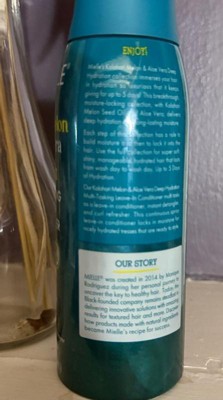 ENJOY!
Mielle's Kalahari Melon & Aloe Vera Deep
Hydration collection immerses your hair
in hydration so luxurious that it keeps
giving for up to 5 days! This breakthrough,
moisture-locking collection, with Kalahari
Melon Seed Oil and Aloe Vera, delivers
deep hydration and long-lasting moisture.
Each step of this collection has a role to
build moisture in then to lock it into the
hair. Use the full collection for super soft,
shiny, manageable, hydrated hair that lasts
from wash day to wash day. Up to 5 Days
of Hydration.
Our Kalahari Melon & Aloe Vera Deep Hydration
Multi-Tasking Leave-In Conditioner multi-tasks
as a leave-in conditioner, instant detangler,
and curl refresher. This continuous spray
leave-in conditioner locks in moisture for
nicely hydrated tresses that are ready to style.
OUR STORY
MIELLE® was created in 2014 by Monique
Rodriguez during her personal journey to
uncover the key to healthy hair. Today, the
Black-founded company remains steadfast in
delivering innovative solutions with amazing
results for textured hair and more. Discover
how products made with natural ingredients
became Mielle's recipe for success.